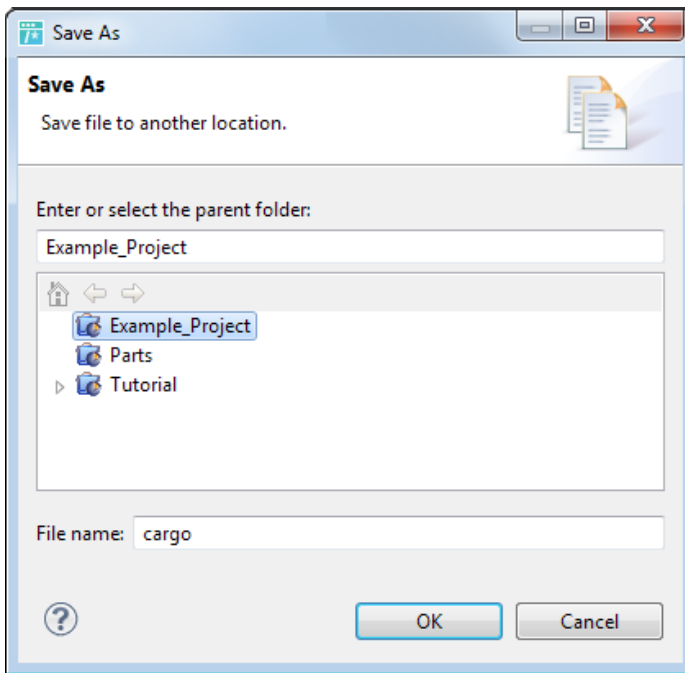 Save As
Save As
Save file to another location.
Enter or select the parent folder:
Example_Project
Example_Project
Parts
Tutorial
File name: cargo
?
OK Cancel